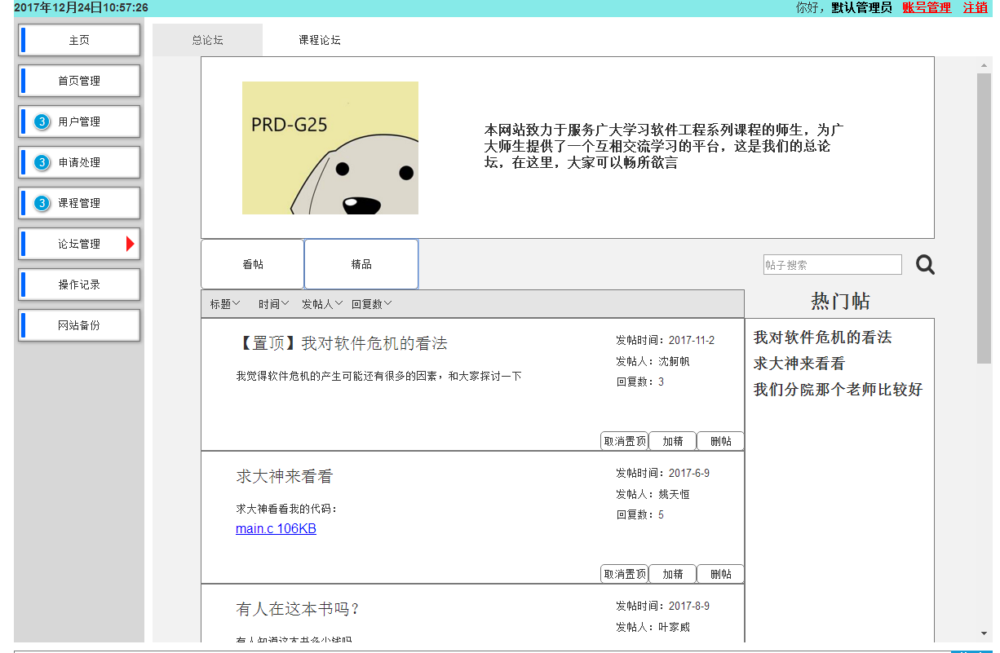 2017年12月24日10:57:26
你好，默认管理员 账号管理 注销
主页
首页管理
3 用户管理
3 申请处理
3 课程管理
论坛管理
操作记录
网站备份
总论坛 课程论坛
PRD-G25
本网站致力于服务广大学习软件工程系列课程的师生，为广
大师生提供了一个互相交流学习的平台，这是我们的总论
坛，在这里，大家可以畅所欲言
看帖 精品
帖子搜索
标题 时间 发帖人 回复数
热门帖
我对软件危机的看法
求大神来看看
我们分院那个老师比较好
【置顶】我对软件危机的看法
我觉得软件危机的产生可能还有很多的因素，和大家探讨一下
发帖时间：2017-11-2
发帖人：沈舸帆
回复数：3
取消置顶 加精 删帖
求大神来看看
求大神看看我的代码：
main.c 106KB
发帖时间：2017-6-9
发帖人：姚天恒
回复数：5
取消置顶 加精 删帖
有人在这本书吗？
有人知道这本书多少钱吗
发帖时间：2017-8-9
发帖人：叶家威